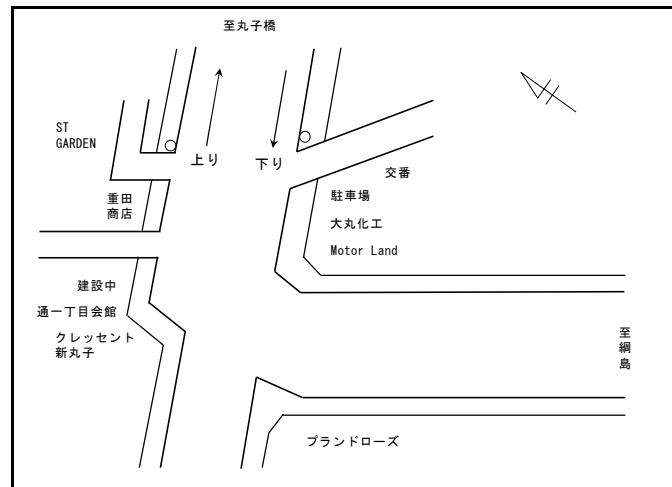 至丸子橋
ST
GARDEN
上り
下り
交番
重田
商店
駐車場
大丸化工
Motor Land
建設中
通一丁目会館
クレッセント
新丸子
至綱島
ブランドローズ